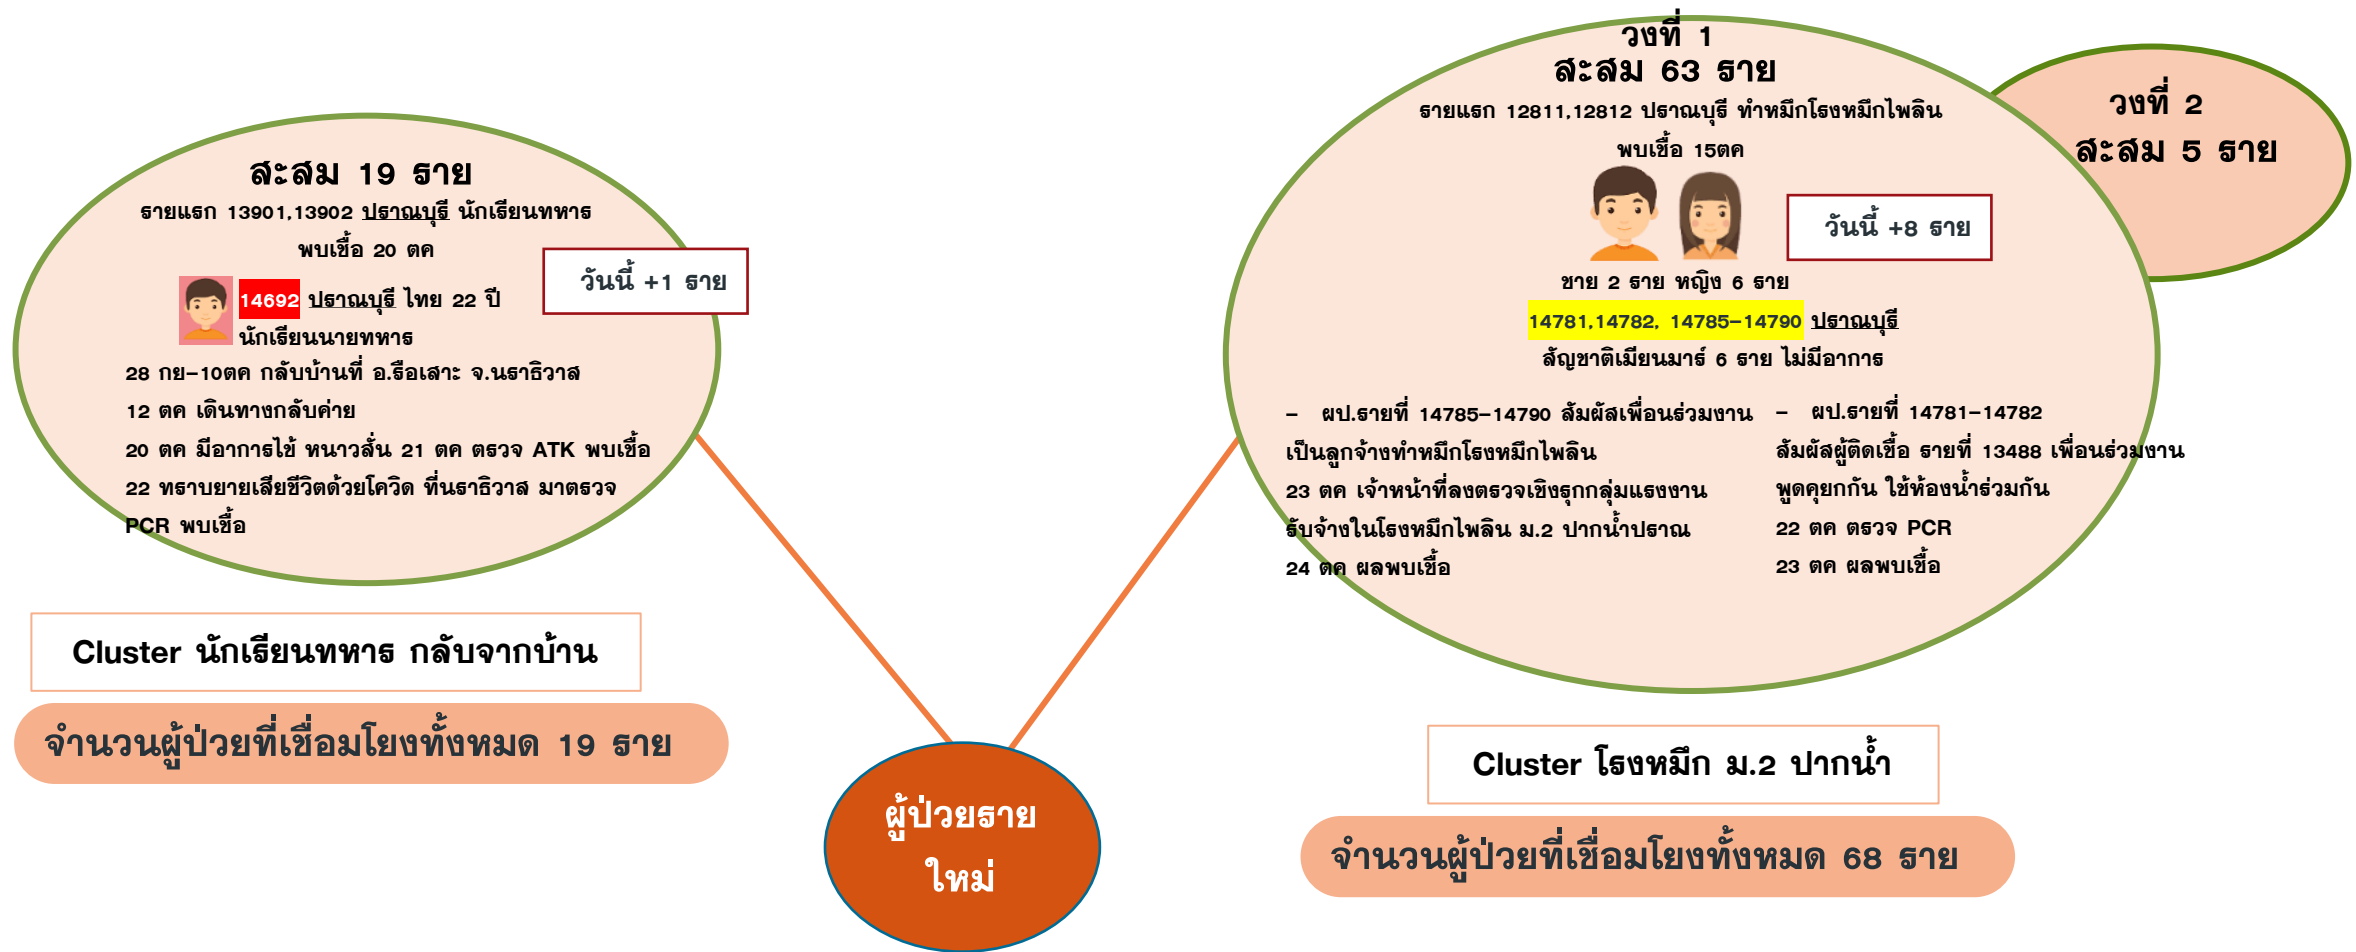 สะสม 19 ราย
รายแรก 13901,13902 ปราณบุรี นักเรียนทหาร
พบเชื้อ 20 ตค
วันนี้ +1 ราย
14692 ปราณบุรี ไทย 22 ปี
นักเรียนนายทหาร
28 กย–10ตค กลับบ้านที่ อ.รือเสาะ จ.นราธิวาส
12 ตค เดินทางกลับค่าย
20 ตค มีอาการไข้ หนาวสั่น 21 ตค ตรวจ ATK พบเชื้อ
22 ทราบยายเสียชีวิตด้วยโควิด ที่นราธิวาส มาตรวจ
PCR พบเชื้อ
Cluster นักเรียนทหาร กลับจากบ้าน
จำนวนผู้ป่วยที่เชื่อมโยงทั้งหมด 19 ราย
ผู้ป่วยราย
ใหม่
วงที่ 1
สะสม 63 ราย
รายแรก 12811,12812 ปราณบุรี ทำหมึกโรงหมึกไพลิน
พบเชื้อ 15ตค
วันนี้ +8 ราย
ชาย 2 ราย หญิง 6 ราย
14781,14782, 14785–14790 ปราณบุรี
สัญชาติเมียนมาร์ 6 ราย ไม่มีอาการ
– ผป.รายที่ 14785–14790 สัมผัสเพื่อนร่วมงาน
เป็นลูกจ้างทำหมึกโรงหมึกไพลิน
23 ตค เจ้าหน้าที่ลงตรวจเชิงรุกกลุ่มแรงงาน
รับจ้างในโรงหมึกไพลิน ม.2 ปากน้ำปราณ
24 ตค ผลพบเชื้อ
– ผป.รายที่ 14781–14782
สัมผัสผู้ติดเชื้อ รายที่ 13488 เพื่อนร่วมงาน
พูดคุยกกัน ใช้ห้องน้ำร่วมกัน
22 ตค ตรวจ PCR
23 ตค ผลพบเชื้อ
วงที่ 2
สะสม 5 ราย
Cluster โรงหมึก ม.2 ปากน้ำ
จำนวนผู้ป่วยที่เชื่อมโยงทั้งหมด 68 ราย